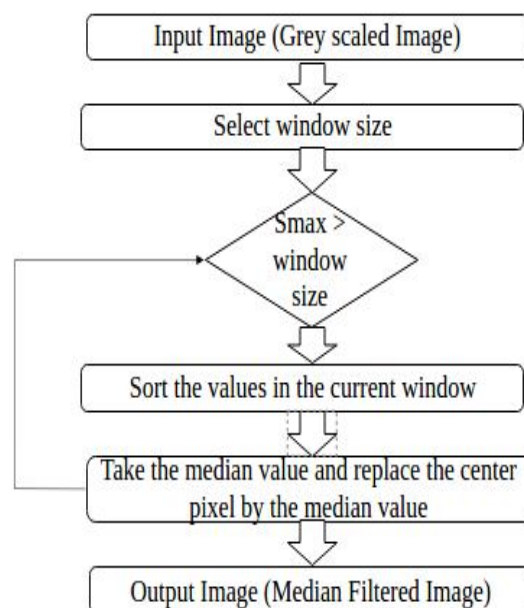 Input Image (Grey scaled Image)
Select window size
Smax >
window
size
Sort the values in the current window
Take the median value and replace the center
pixel by the median value
Output Image (Median Filtered Image)